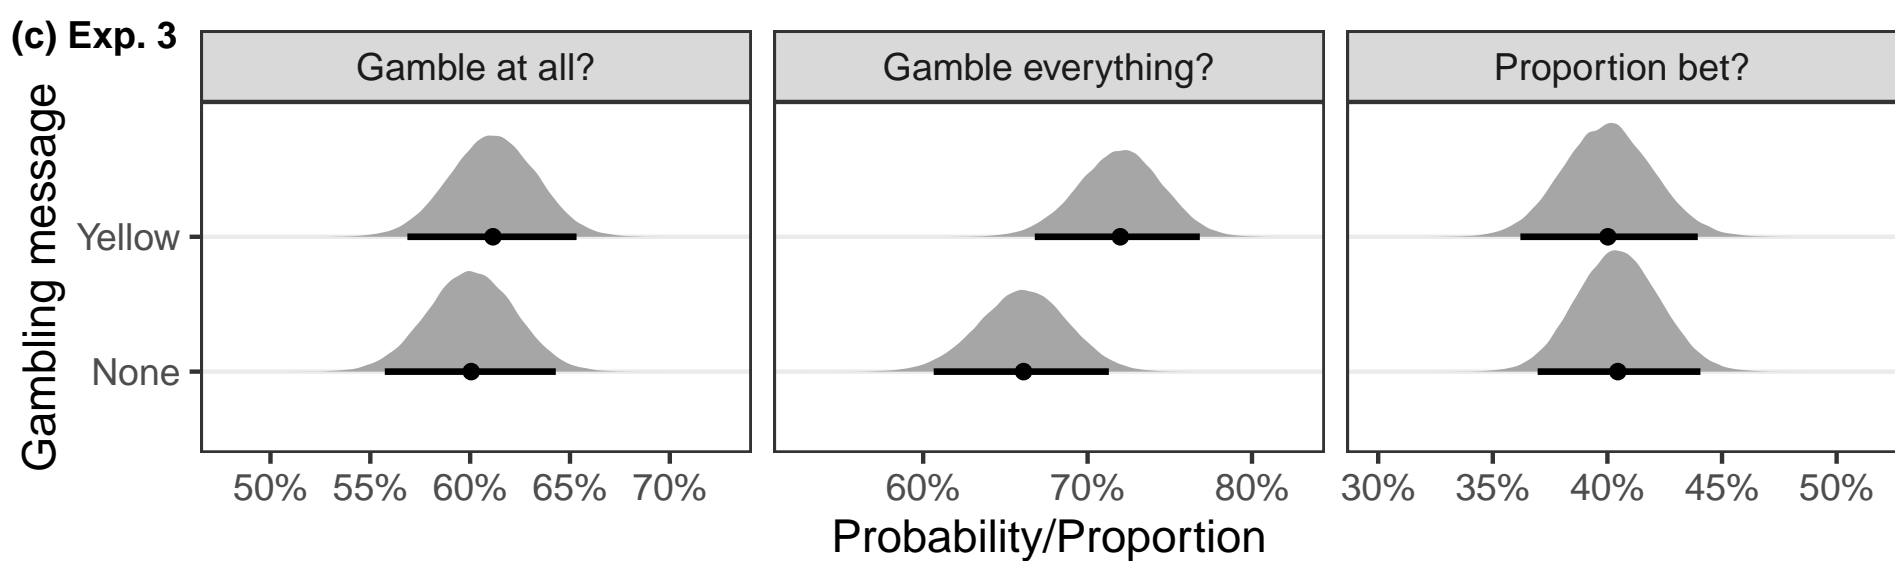 (c) Exp. 3
Gamble at all?
Gamble everything?
Proportion bet?
Gambling message
Yellow
None
50% 55% 60% 65% 70%
60% 70% 80%
30% 35% 40% 45% 50%
Probability/Proportion